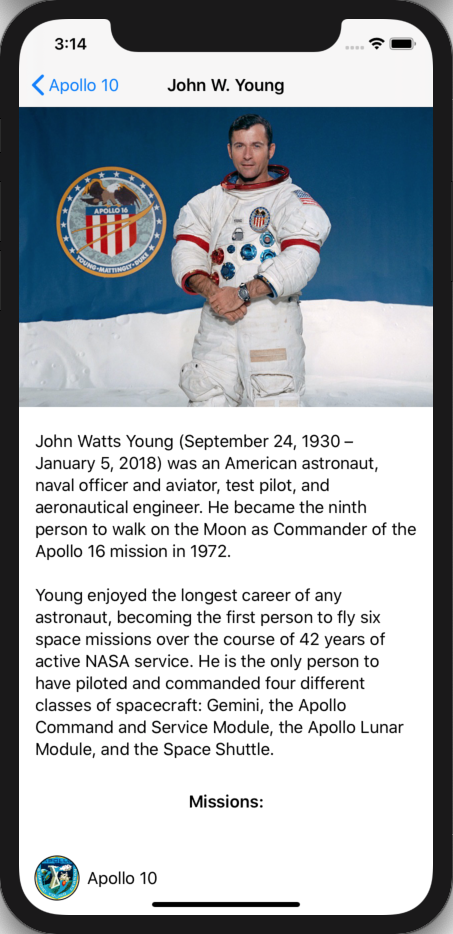 3:14
Apollo 10
John W. Young
APOLLO 16
YOUNG•MATTINGLY•DUKE
John Watts Young (September 24, 1930 –
January 5, 2018) was an American astronaut,
naval officer and aviator, test pilot, and
aeronautical engineer. He became the ninth
person to walk on the Moon as Commander of the
Apollo 16 mission in 1972.
Young enjoyed the longest career of any
astronaut, becoming the first person to fly six
space missions over the course of 42 years of
active NASA service. He is the only person to
have piloted and commanded four different
classes of spacecraft: Gemini, the Apollo
Command and Service Module, the Apollo Lunar
Module, and the Space Shuttle.
Missions:
Apollo 10